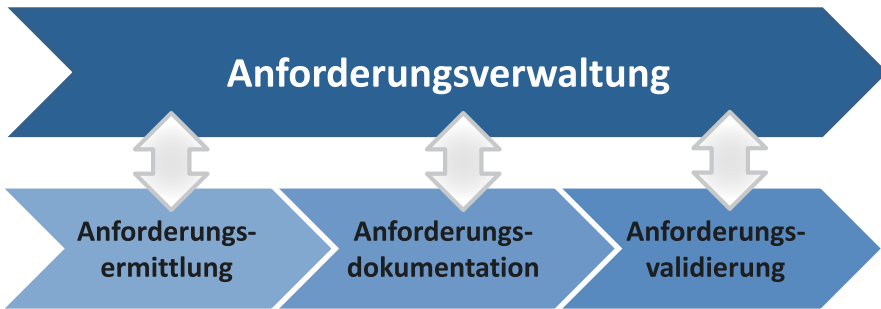 Anforderungsverwaltung
Anforderungs-
ermittlung
Anforderungs-
dokumentation
Anforderungs-
validierung